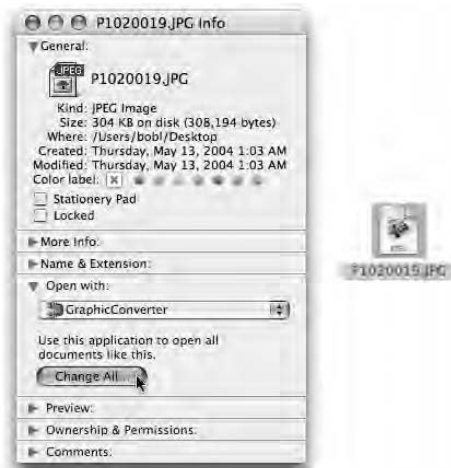 P1020019.JPG Info
General:
JPEG
P1020019.JPG
Kind: JPEG Image
Size: 304 KB on disk (308,194 bytes)
Where: /Users/bobl/Desktop
Created: Thursday, May 13, 2004 1:03 AM
Modified: Thursday, May 13, 2004 1:03 AM
Color label:
Stationery Pad
Locked
More Info:
Name & Extension:
Open with:
GraphicConverter
Use this application to open all
documents like this.
Change All...
Preview:
Ownership & Permissions:
Comments:
P1020019.JPG